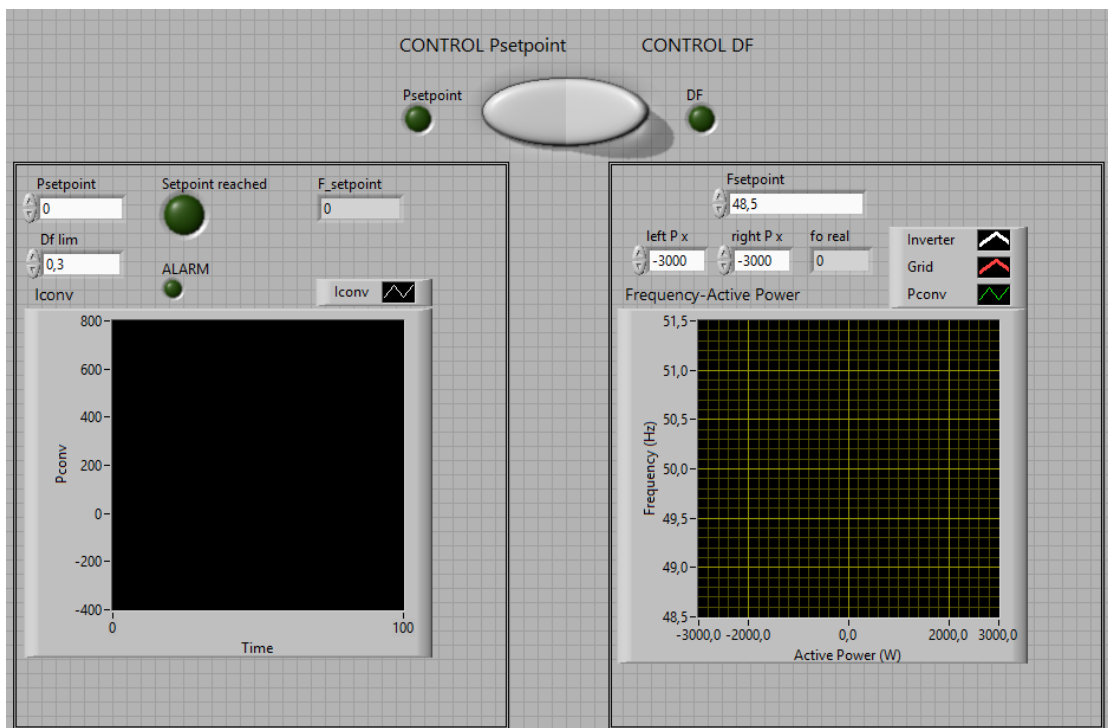 CONTROL Psetpoint CONTROL DF
Psetpoint DF
Psetpoint Setpoint reached F_setpoint
0 0
Df lim
0,3
ALARM
Iconv Iconv
800
600
400
200
0
-200
-400
Pconv
0 100
Time
Fsetpoint
48,5
left P x right P x fo real
-3000 -3000 0
Inverter
Grid
Pconv
Frequency-Active Power
51,5
51,0
50,5
50,0
49,5
49,0
48,5
Frequency (Hz)
-3000,0 -2000,0 0,0 2000,0 3000,0
Active Power (W)